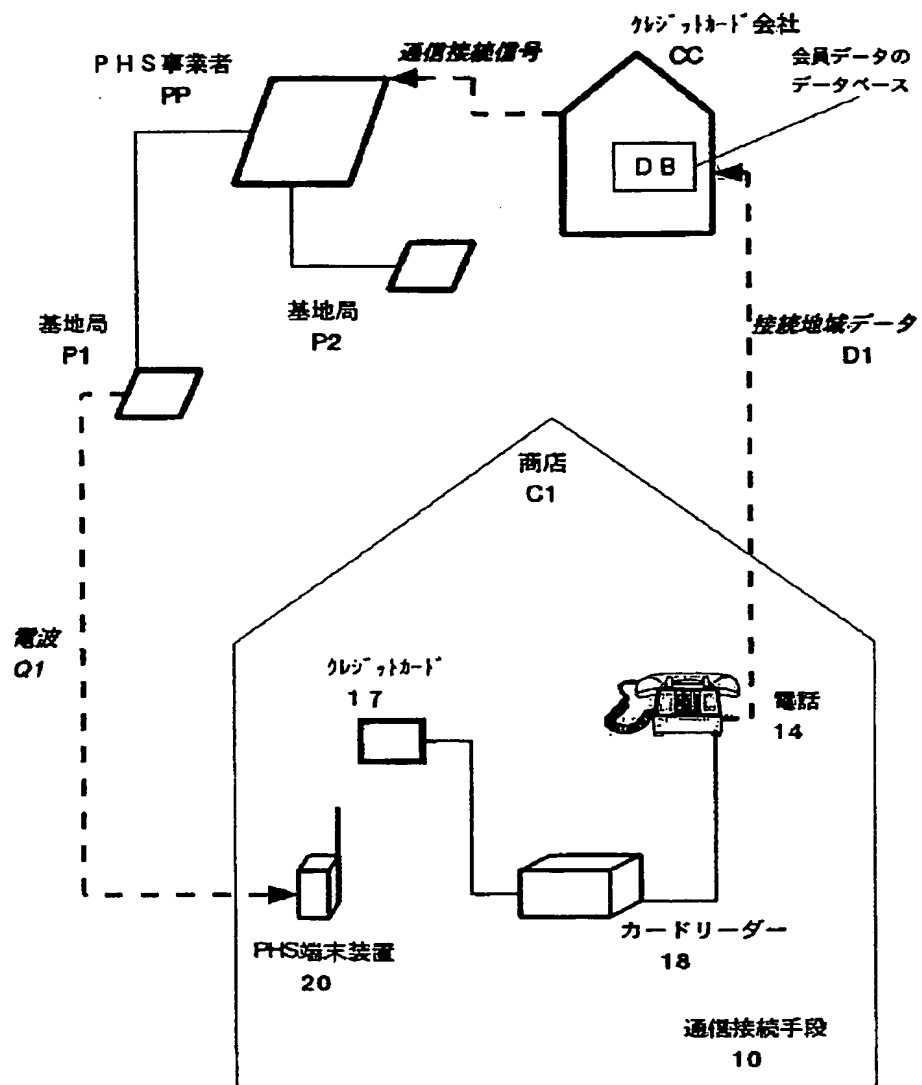 クレジットカード会社
CC
会員データの
データベース
通信接続信号
PHS事業者
PP
DB
基地局
P1
基地局
P2
接続地域データ
D1
商店
C1
電波
Q1
クレジットカード
17
電話
14
カードリーダー
18
PHS端末装置
20
通信接続手段
10